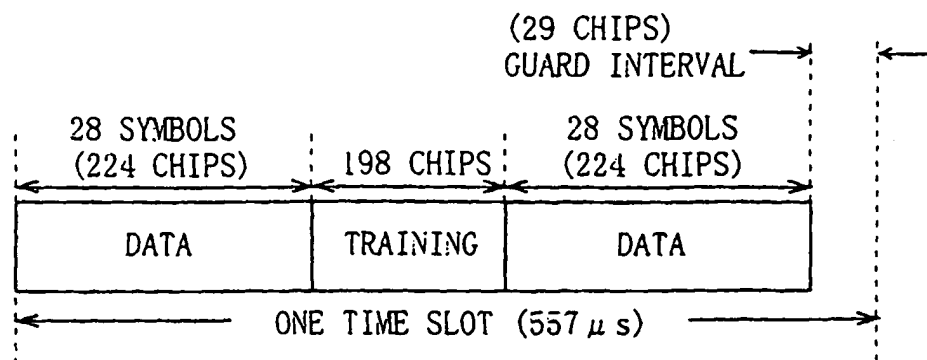 (29 CHIPS)
GUARD INTERVAL
28 SYMBOLS
(224 CHIPS)
198 CHIPS
28 SYMBOLS
(224 CHIPS)
DATA
TRAINING
DATA
ONE TIME SLOT (557 μs)